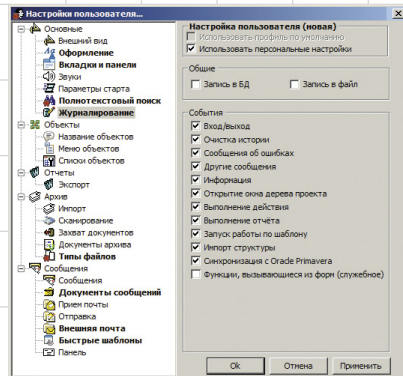 Настройки пользователя...
Основные
Внешний вид
Оформление
Вкладки и панели
Звуки
Параметры старта
Полнотекстовый поиск
Журналирование
Объекты
Название объектов
Меню объектов
Списки объектов
Отчеты
Экспорт
Архив
Импорт
Сканирование
Захват документов
Документы архива
Типы файлов
Сообщения
Сообщения
Документы сообщений
Прием почты
Отправка
Внешняя почта
Быстрые шаблоны
Панель
Настройка пользователя (новая)
Использовать профиль по умолчанию
Использовать персональные настройки
Общие
Запись в БД Запись в файл
События
Вход/выход
Очистка истории
Сообщения об ошибках
Другие сообщения
Информация
Открытие окна дерева проекта
Выполнение действия
Выполнение отчёта
Запуск работы по шаблону
Импорт структуры
Синхронизация с Oracle Primavera
Функции, вызывающиеся из форм (служебное)
Ok Отмена Применить